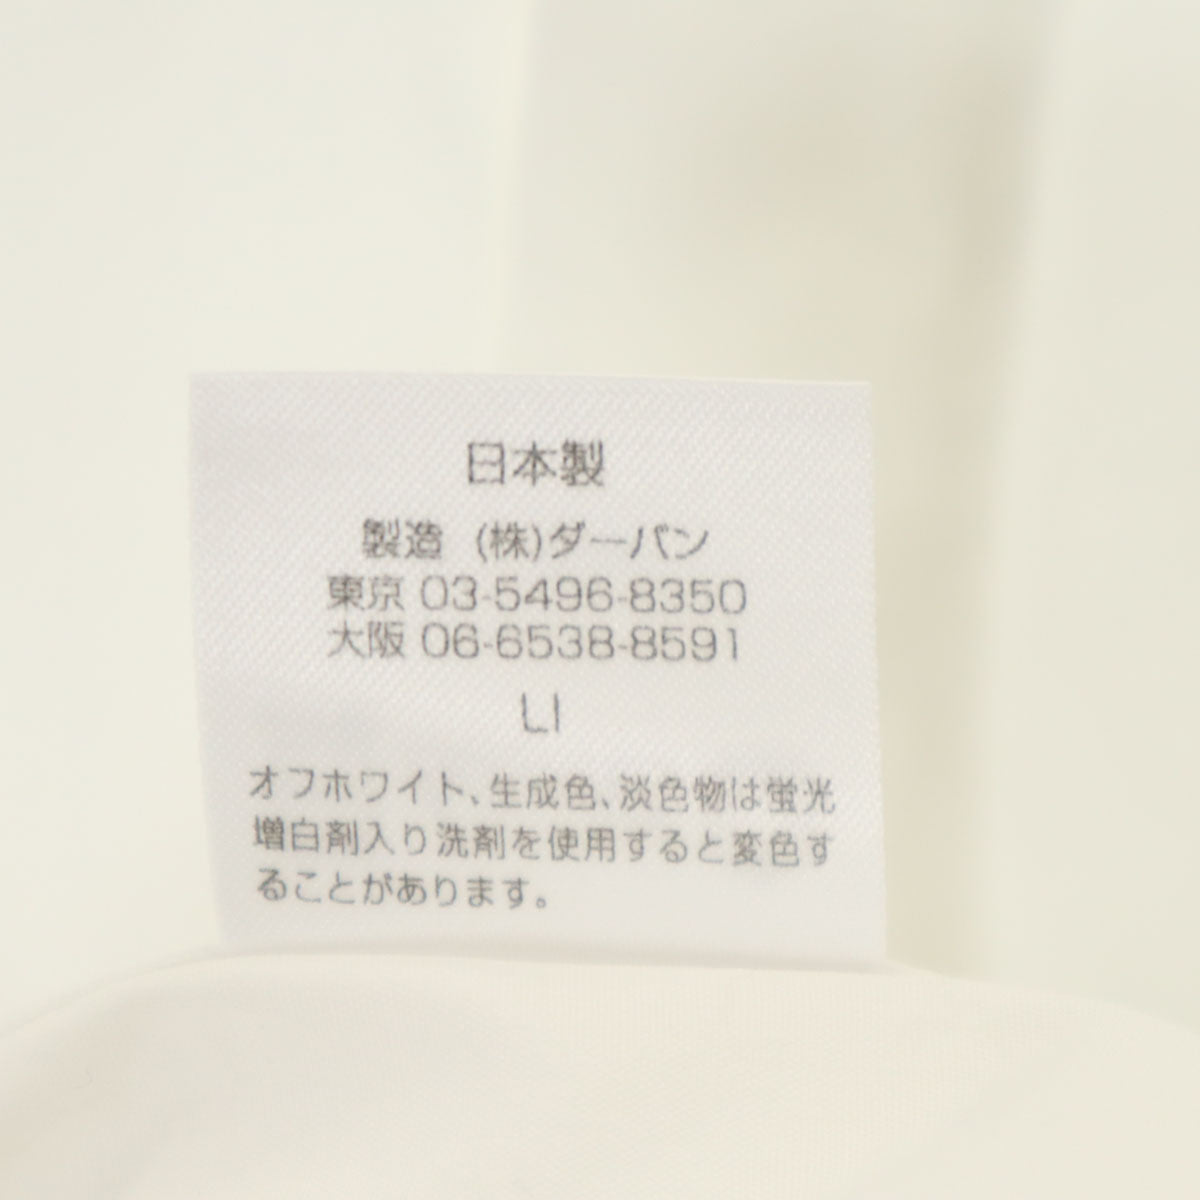 日本製
製造 (株)ダーバン
東京 03-5496-8350
大阪 06-6538-8591
LI
オフホワイト、生成色、淡色物は蛍光
増白剤入り洗剤を使用すると変色す
ることがあります。